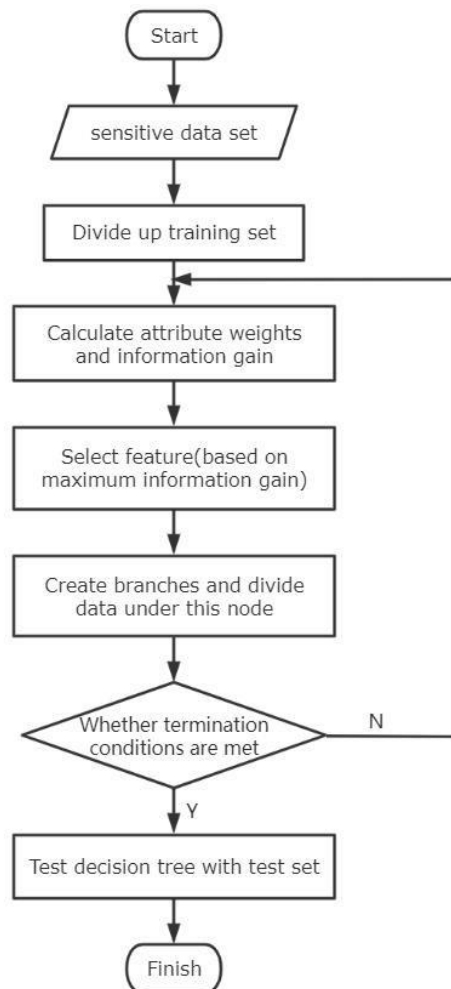 Start
sensitive data set
Divide up training set
Calculate attribute weights
and information gain
Select feature(based on
maximum information gain)
Create branches and divide
data under this node
Whether termination
conditions are met
N
Y
Test decision tree with test set
Finish